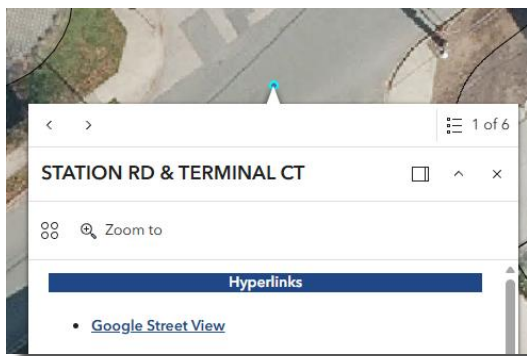 1 of 6
STATION RD & TERMINAL CT
Zoom to
Hyperlinks
Google Street View